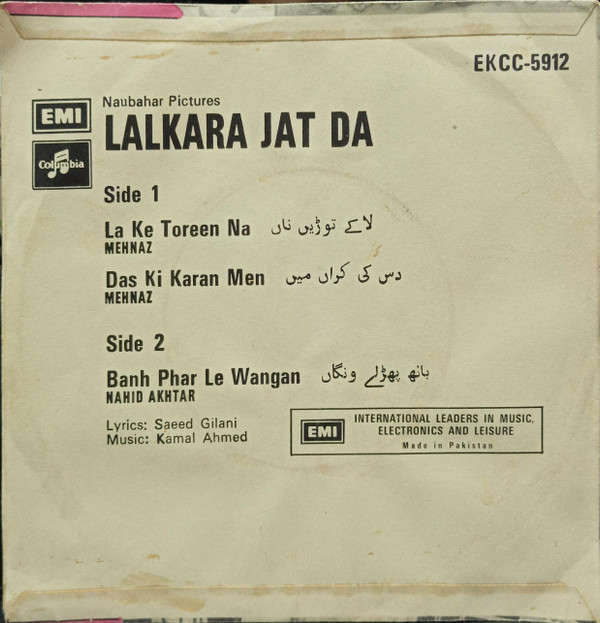 EKCC-5912
EMI
Columbia
Naubahar Pictures
LALKARA JAT DA
Side 1
La Ke Toreen Na لاکے توڑیں ناں
MEHNAZ
Das Ki Karan Men دس کی کراں میں
MEHNAZ
Side 2
Banh Phar Le Wangan بانھ پھڑلے ونگاں
NAHID AKHTAR
Lyrics: Saeed Gilani
Music: Kamal Ahmed
EMI
INTERNATIONAL LEADERS IN MUSIC,
ELECTRONICS AND LEISURE
Made in Pakistan